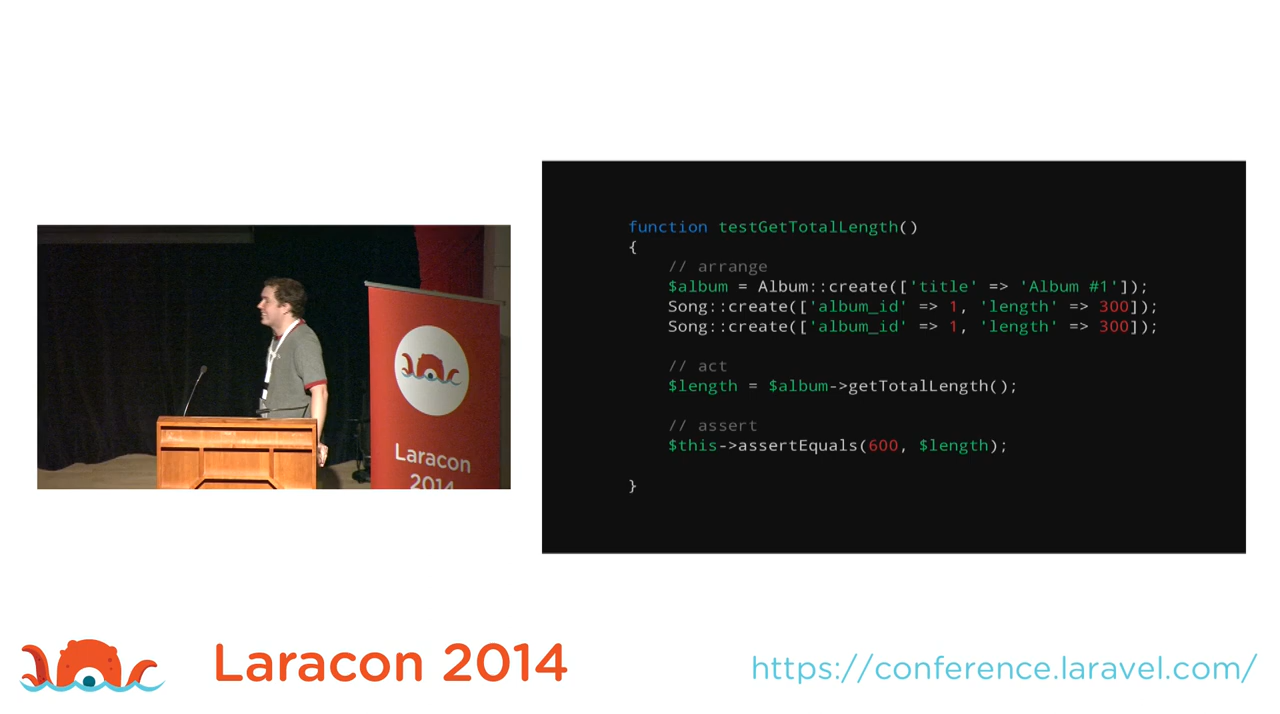 function testGetTotalLength()
{
// arrange
$album = Album::create(['title' => 'Album #1']);
Song::create(['album_id' => 1, 'length' => 300]);
Song::create(['album_id' => 1, 'length' => 300]);
// act
$length = $album->getTotalLength();
// assert
$this->assertEquals(600, $length);
}
Laracon
2014
Laracon 2014
https://conference.laravel.com/